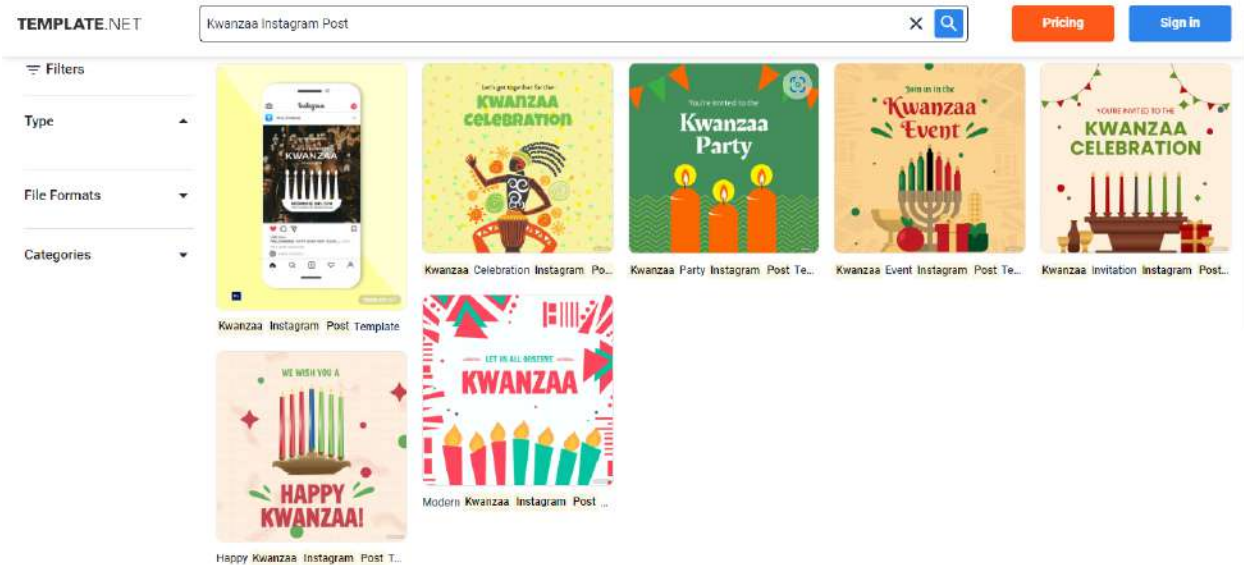 TEMPLATE.NET
Kwanzaa Instagram Post
Pricing
Sign in
Filters
Type
File Formats
Categories
Instagram
KWANZAA
Kwanzaa Instagram Post Template
Let's get together for the
KWANZAA
CELEBRATION
Kwanzaa Celebration Instagram Po...
You're invited to the
Kwanzaa
Party
Kwanzaa Party Instagram Post Te...
Join us in the
Kwanzaa
Event
Kwanzaa Event Instagram Post Te...
YOU'RE INVITED TO THE
KWANZAA
CELEBRATION
Kwanzaa Invitation Instagram Post...
WE WISH YOU A
HAPPY
KWANZAA!
Happy Kwanzaa Instagram Post T...
LET US ALL OBSERVE
KWANZAA
Modern Kwanzaa Instagram Post ...